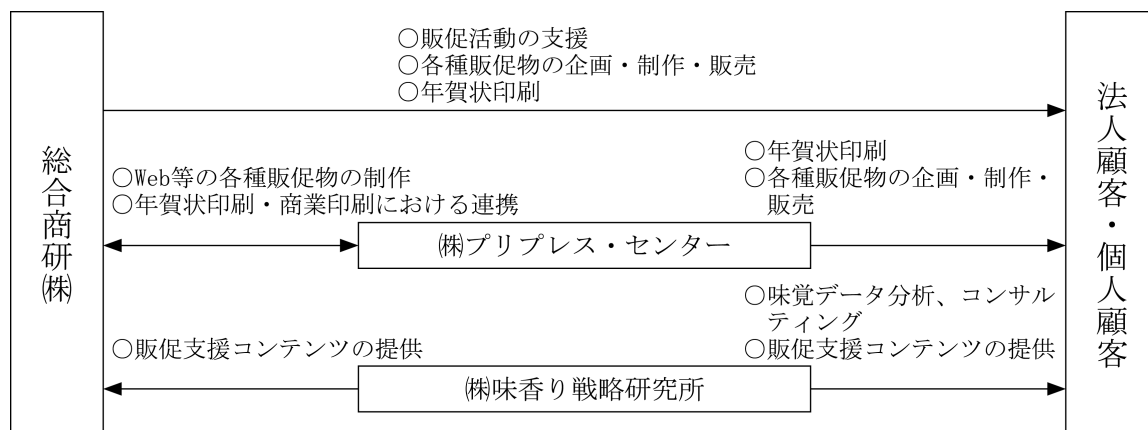 ○販促活動の支援
○各種販促物の企画・制作・販売
○年賀状印刷
総合商研㈱
法人顧客・個人顧客
○Web等の各種販促物の制作
○年賀状印刷・商業印刷における連携
○年賀状印刷
○各種販促物の企画・制作・
販売
㈱プリプレス・センター
○味覚データ分析、コンサル
ティング
○販促支援コンテンツの提供
○販促支援コンテンツの提供
㈱味香り戦略研究所